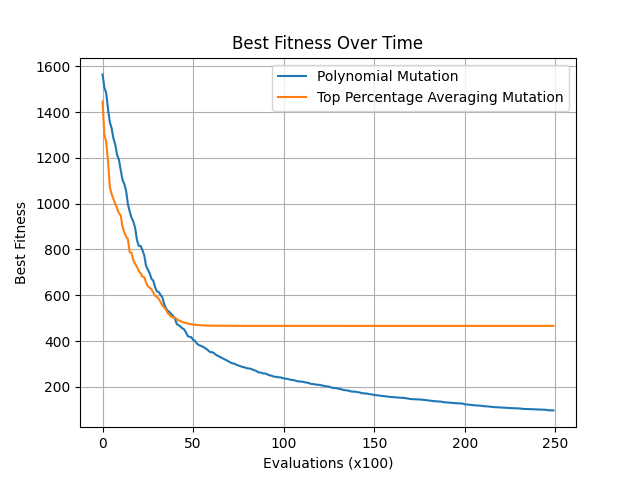 Best Fitness Over Time
Polynomial Mutation
Top Percentage Averaging Mutation
Best Fitness
1600
1400
1200
1000
800
600
400
200
0 50 100 150 200 250
Evaluations (x100)